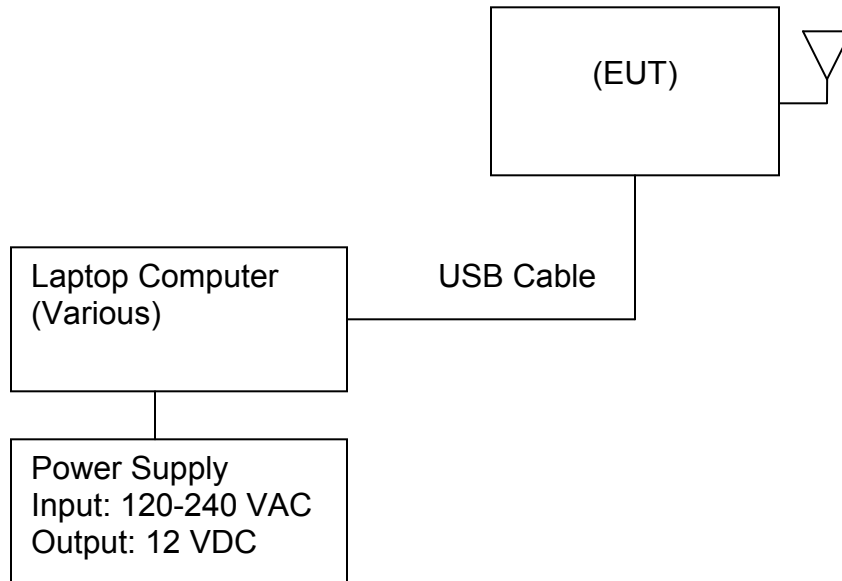 (EUT)
Laptop Computer
(Various)
USB Cable
Power Supply
Input: 120-240 VAC
Output: 12 VDC